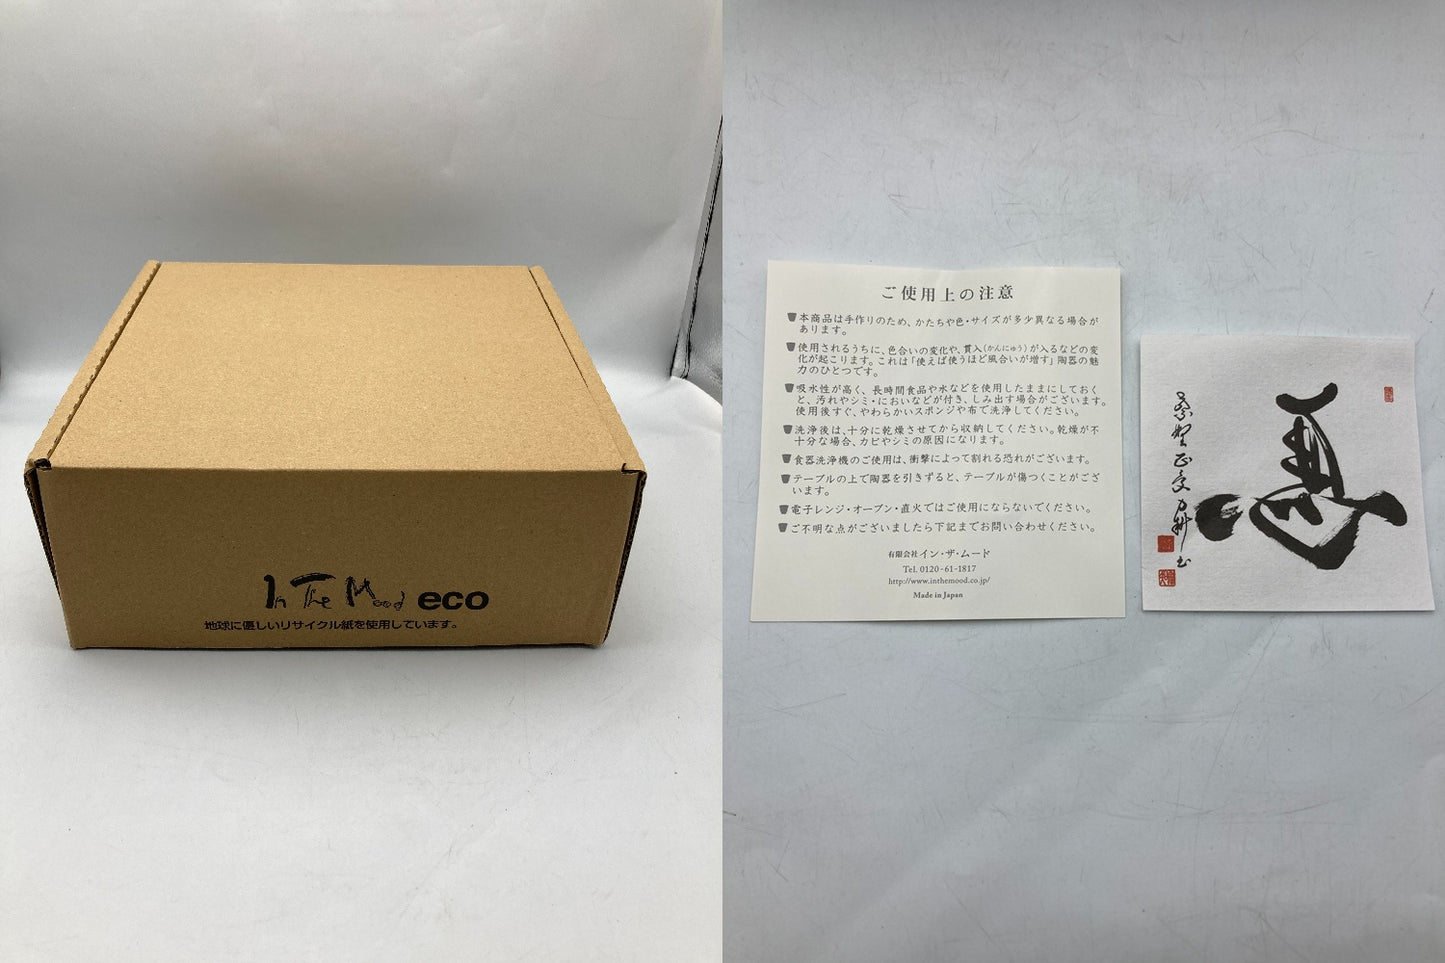 In The Mood eco
地球に優しいリサイクル紙を使用しています。
ご使用上の注意
本商品は手作りのため、かたちや色・サイズが多少異なる場合が
あります。
使用されるうちに、色合いの変化や、貫入(かんにゅう)が入るなどの変
化が起こります。これは「使えば使うほど風合いが増す」陶器の魅
力のひとつです。
吸水性が高く、長時間食品や水などを使用したままにしておく
と、汚れやシミ・においなどが付き、しみ出す場合がございます。
使用後すぐ、やわらかいスポンジや布で洗浄してください。
洗浄後は、十分に乾燥させてから収納してください。乾燥が不
十分な場合、カビやシミの原因になります。
食器洗浄機のご使用は、衝撃によって割れる恐れがございます。
テーブルの上で陶器を引きずると、テーブルが傷つくことがござ
います。
電子レンジ・オーブン・直火ではご使用にならないでください。
ご不明な点がございましたら下記までお問い合わせください。
有限会社イン・ザ・ムード
Tel. 0120-61-1817
http://www.inthemood.co.jp/
Made in Japan